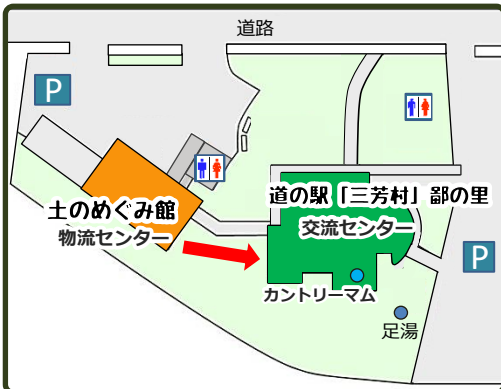 道路
P
土のめぐみ館
物流センター
道の駅「三芳村」鄙の里
交流センター
カントリーマム
足湯
P